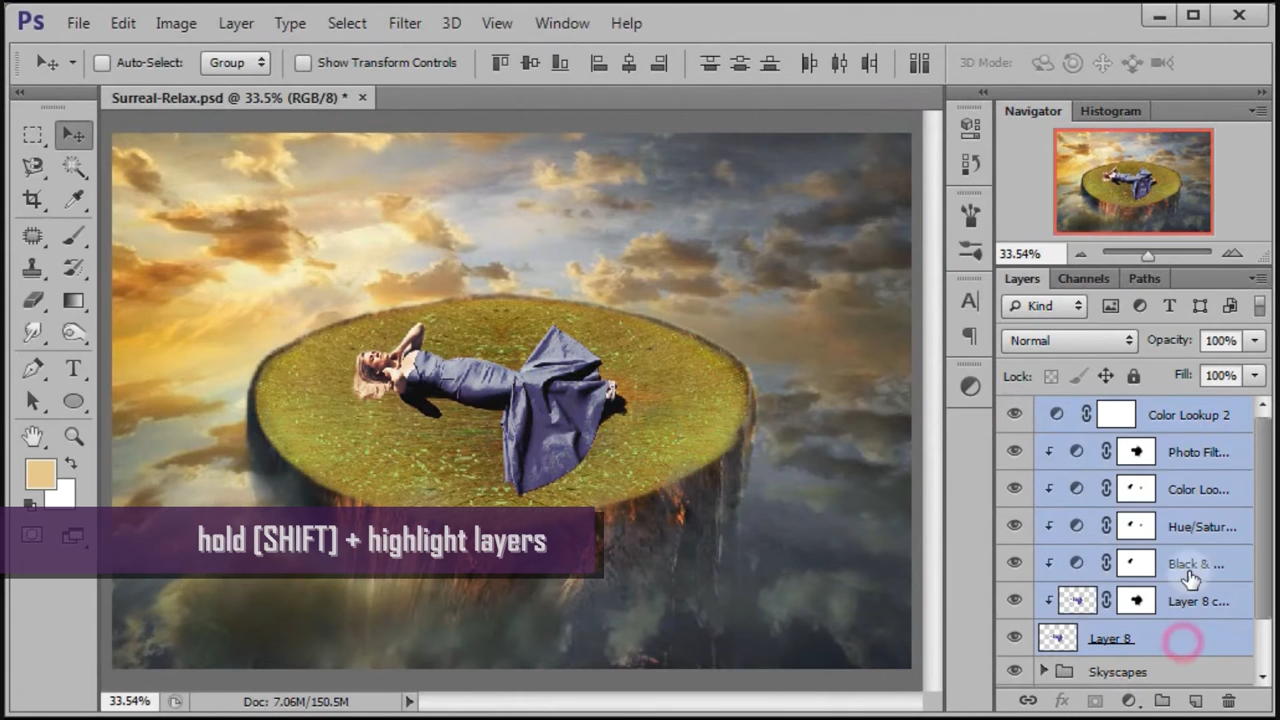 Ps File Edit Image Layer Type Select Filter 3D View Window Help
Auto-Select: Group Show Transform Controls 3D Mode:
Surreal-Relax.psd @ 33.5% (RGB/8) * ×
Navigator Histogram
33.54%
Layers Channels Paths
Kind T
Normal Opacity: 100%
Lock: Fill: 100%
Color Lookup 2
Photo Filt...
Color Loo...
Hue/Satur...
Black & ...
Layer 8 c...
Layer 8
Skyscapes
hold [SHIFT] + highlight layers
33.54% Doc: 7.06M/150.5M
fx